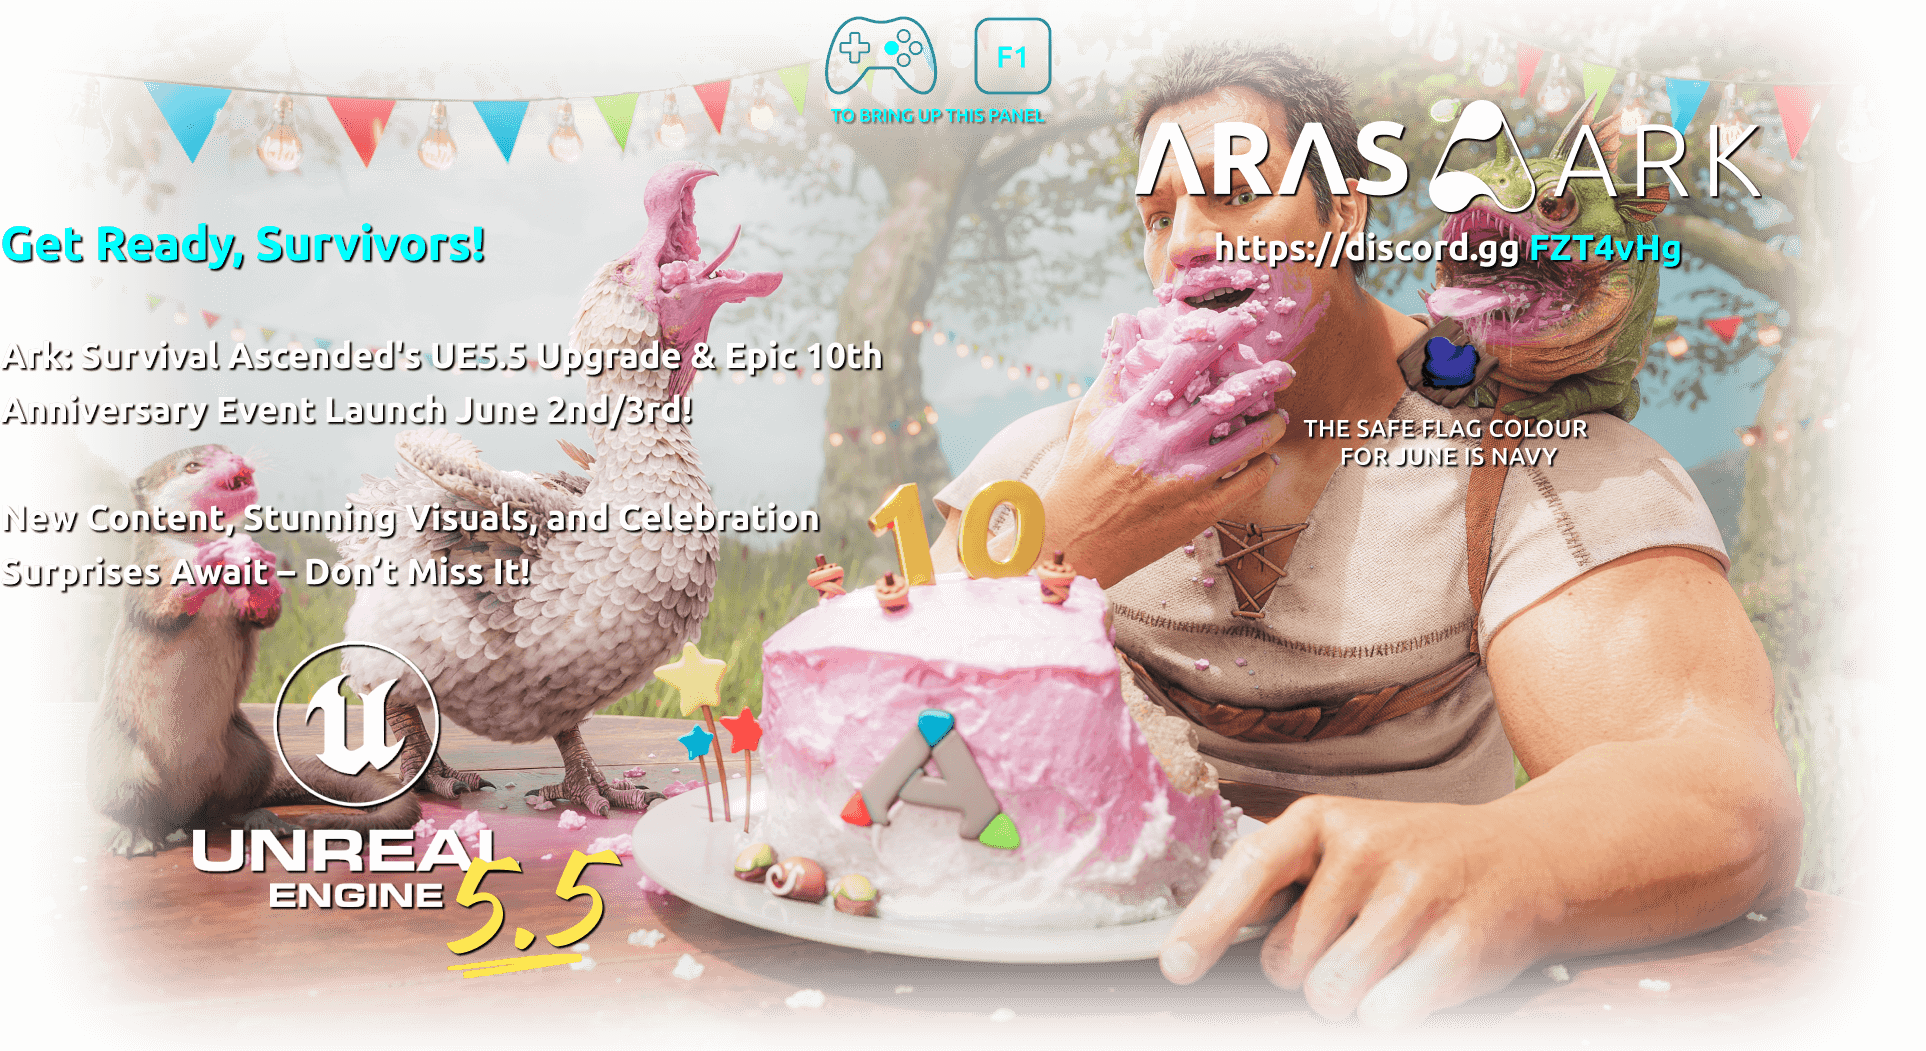 F1
TO BRING UP THIS PANEL
ARAS ARK
https://discord.gg FZT4vHg
Get Ready, Survivors!
Ark: Survival Ascended's UE5.5 Upgrade & Epic 10th
Anniversary Event Launch June 2nd/3rd!
THE SAFE FLAG COLOUR
FOR JUNE IS NAVY
New Content, Stunning Visuals, and Celebration
Surprises Await – Don't Miss It!
10
UNREAL
ENGINE
5.5